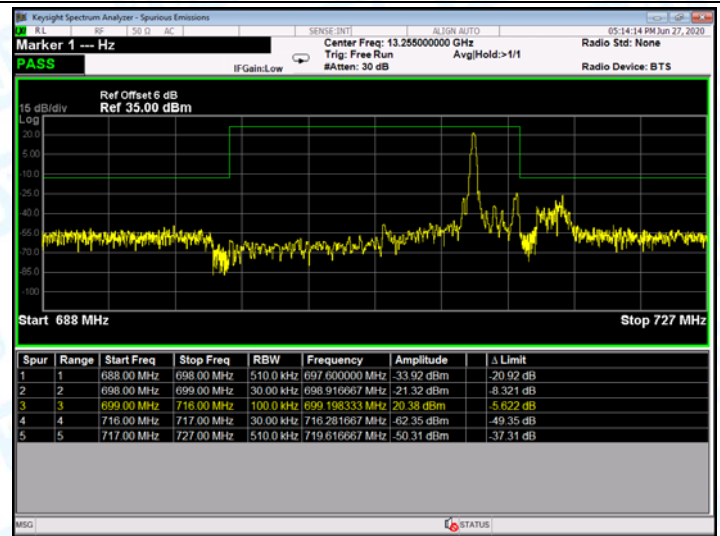 Keysight Spectrum Analyzer - Spurious Emissions
RL RF 50 Ω AC SENSE:INT ALIGN AUTO 05:14:14 PM Jun 27, 2020
Marker 1 --- Hz Center Freq: 13.255000000 GHz Radio Std: None
Trig: Free Run Avg|Hold:>1/1
PASS IFGain:Low #Atten: 30 dB Radio Device: BTS
Ref Offset 6 dB
15 dB/div Ref 35.00 dBm
Log
20.0
5.00
-10.0
-25.0
-40.0
-55.0
-70.0
-85.0
-100
Start 688 MHz Stop 727 MHz
Spur Range Start Freq Stop Freq RBW Frequency Amplitude Δ Limit
1 1 688.00 MHz 698.00 MHz 510.0 kHz 697.600000 MHz -33.92 dBm -20.92 dB
2 2 698.00 MHz 699.00 MHz 30.00 kHz 698.916667 MHz -21.32 dBm -8.321 dB
3 3 699.00 MHz 716.00 MHz 100.0 kHz 699.198333 MHz 20.38 dBm -5.622 dB
4 4 716.00 MHz 717.00 MHz 30.00 kHz 716.281667 MHz -62.35 dBm -49.35 dB
5 5 717.00 MHz 727.00 MHz 510.0 kHz 719.616667 MHz -50.31 dBm -37.31 dB
MSG STATUS